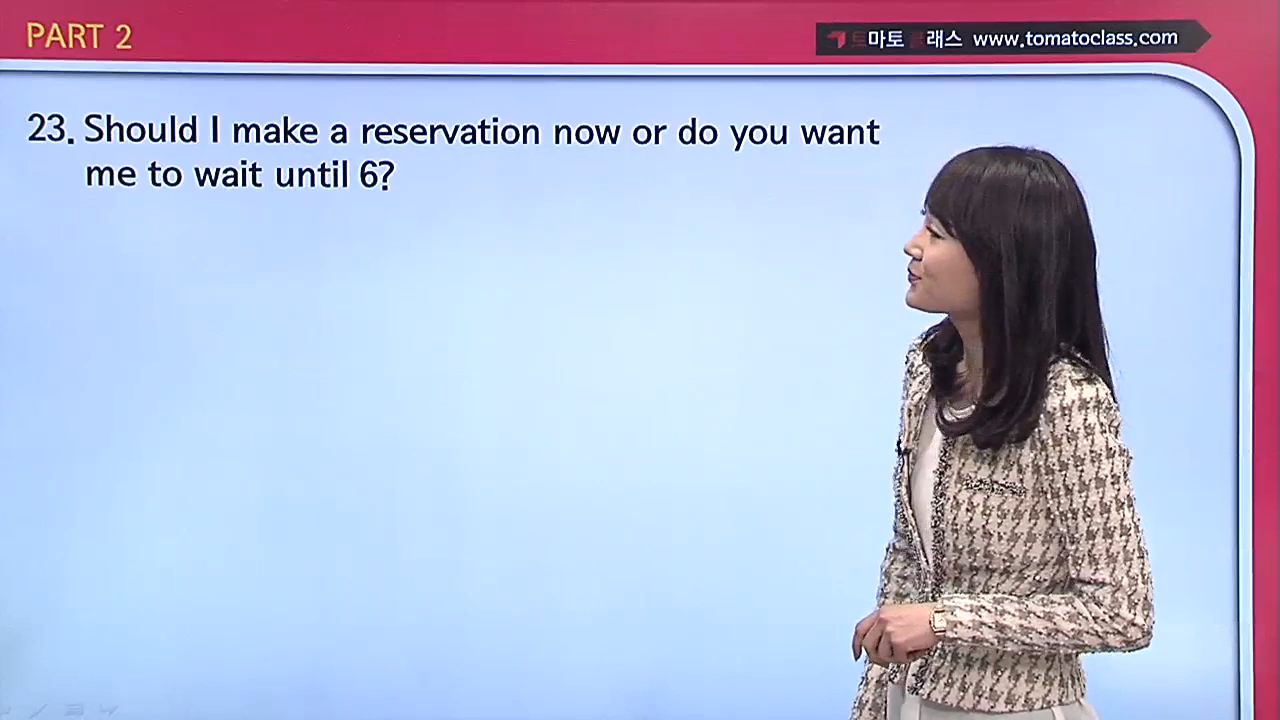 PART 2
토마토클래스 www.tomatoclass.com
23. Should I make a reservation now or do you want
me to wait until 6?